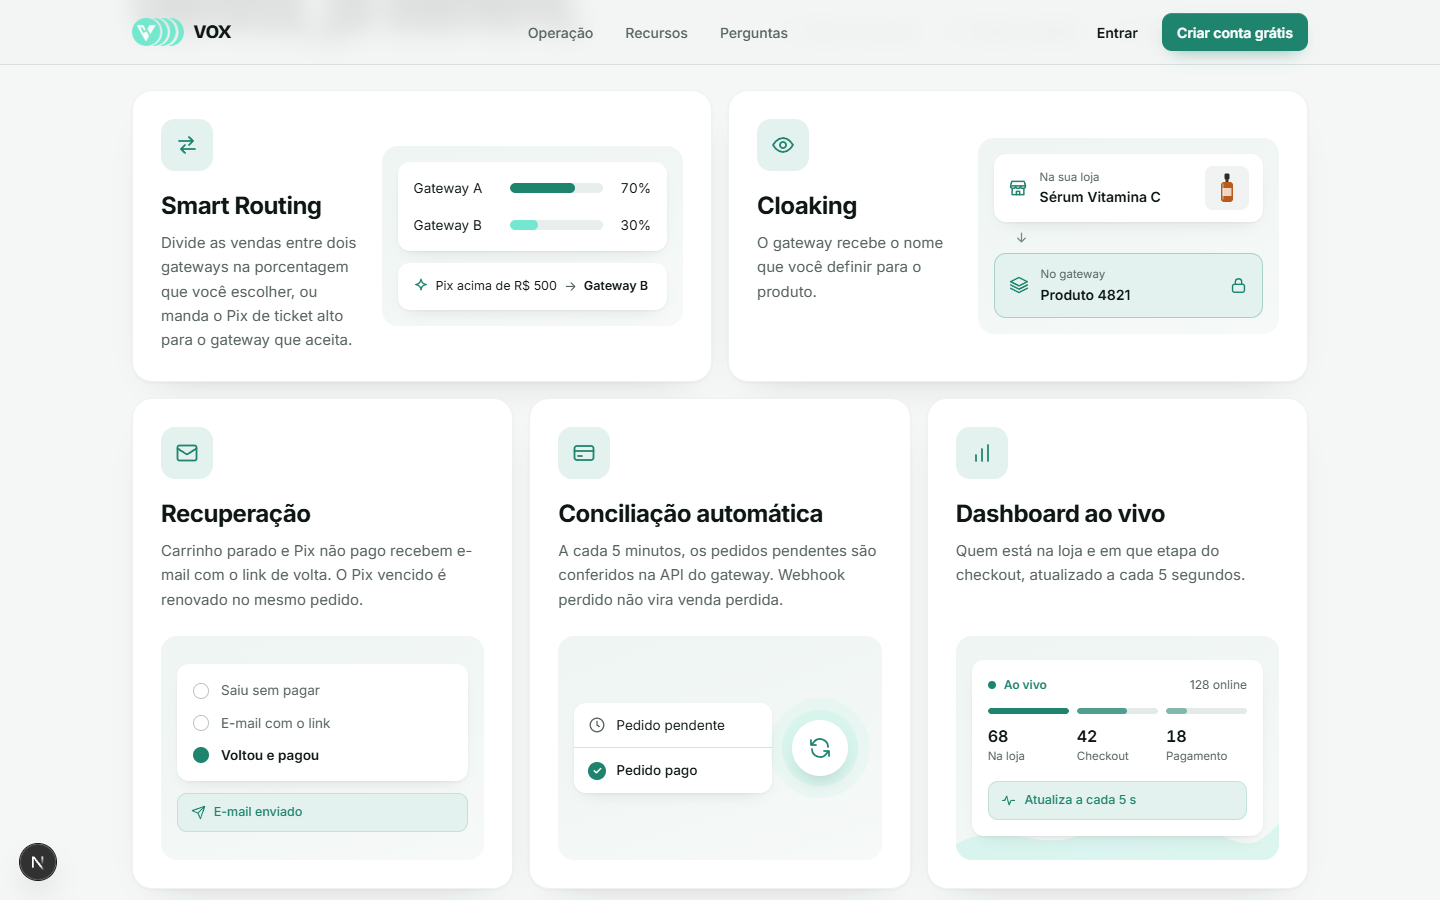 VOX
Operação
Recursos
Perguntas
Entrar
Criar conta grátis
Smart Routing
Divide as vendas entre dois
gateways na porcentagem
que você escolher, ou
manda o Pix de ticket alto
para o gateway que aceita.
Gateway A 70%
Gateway B 30%
Pix acima de R$ 500 → Gateway B
Cloaking
O gateway recebe o nome
que você definir para o
produto.
Na sua loja
Sérum Vitamina C
No gateway
Produto 4821
Recuperação
Carrinho parado e Pix não pago recebem e-
mail com o link de volta. O Pix vencido é
renovado no mesmo pedido.
Saiu sem pagar
E-mail com o link
Voltou e pagou
E-mail enviado
Conciliação automática
A cada 5 minutos, os pedidos pendentes são
conferidos na API do gateway. Webhook
perdido não vira venda perdida.
Pedido pendente
Pedido pago
Dashboard ao vivo
Quem está na loja e em que etapa do
checkout, atualizado a cada 5 segundos.
Ao vivo
128 online
68 42 18
Na loja Checkout Pagamento
Atualiza a cada 5 s
N